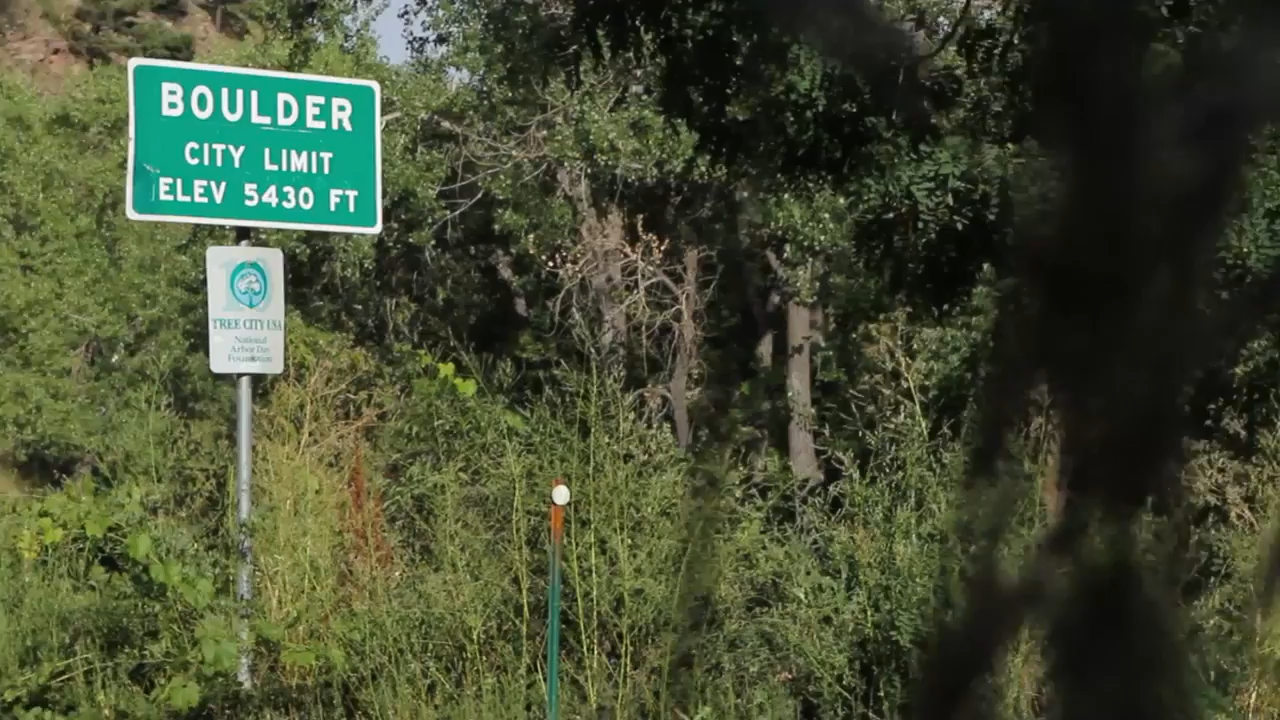 BOULDER
CITY LIMIT
ELEV 5430 FT
TREE CITY USA
National
Arbor Day
Foundation